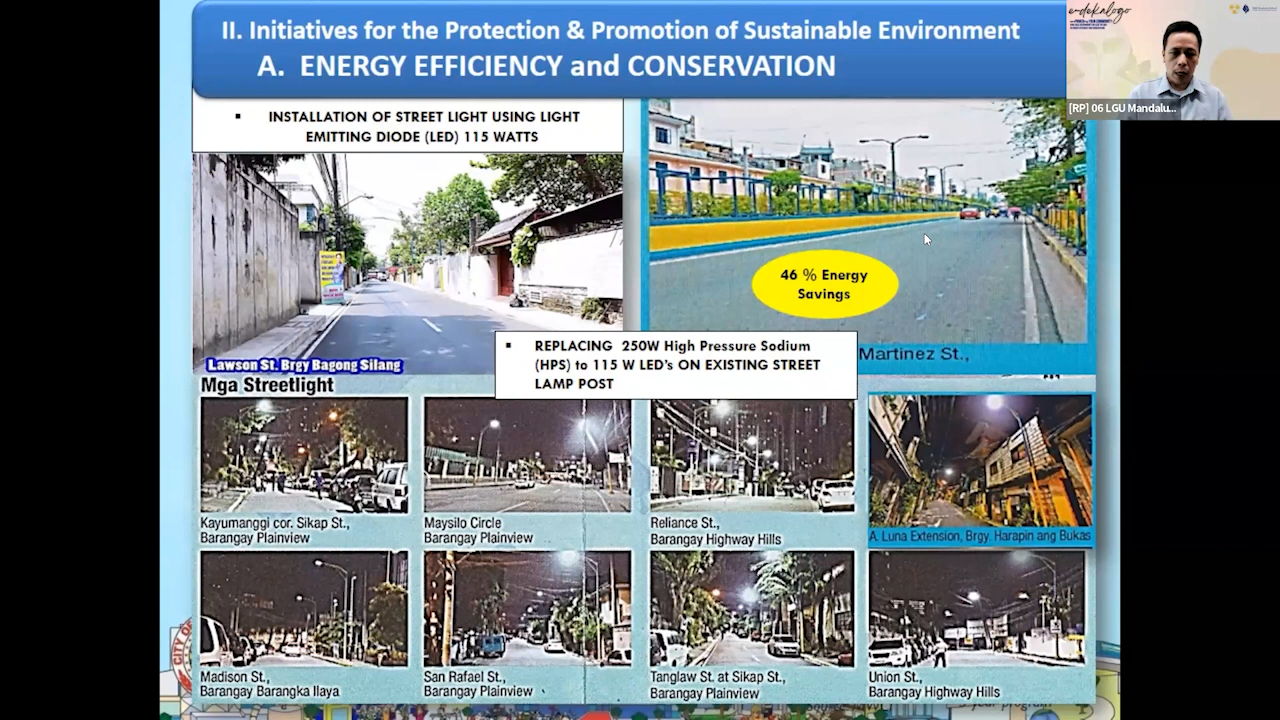 II. Initiatives for the Protection & Promotion of Sustainable Environment
A. ENERGY EFFICIENCY and CONSERVATION
e-dekalogo
[RP] 06 LGU Mandalu...
▪ INSTALLATION OF STREET LIGHT USING LIGHT
EMITTING DIODE (LED) 115 WATTS
46 % Energy
Savings
Lawson St. Brgy Bagong Silang
▪ REPLACING 250W High Pressure Sodium
(HPS) to 115 W LED's ON EXISTING STREET
LAMP POST
Martinez St.,
Mga Streetlight
Kayumanggi cor. Sikap St.,
Barangay Plainview
Maysilo Circle
Barangay Plainview
Reliance St.,
Barangay Highway Hills
A. Luna Extension, Brgy. Harapin ang Bukas
Madison St.,
Barangay Barangka Ilaya
San Rafael St.,
Barangay Plainview
Tanglaw St. at Sikap St.,
Barangay Plainview
Union St.,
Barangay Highway Hills
CITY OF
your program